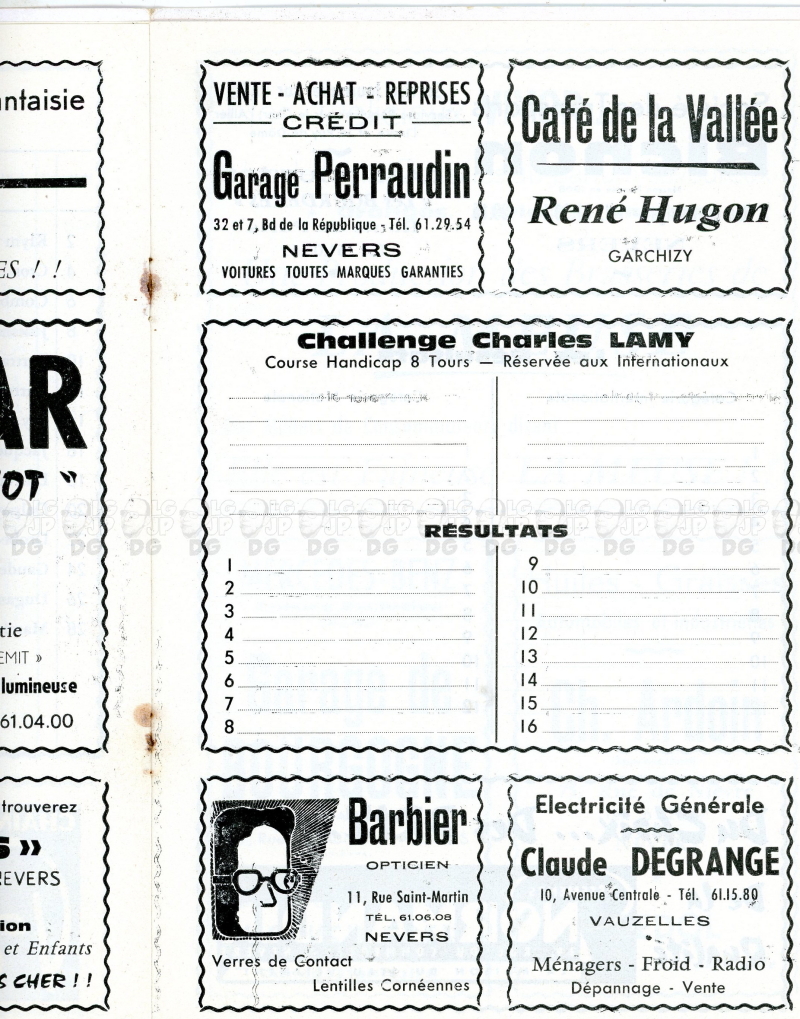 antaisie
ES ! !
AR
OT "
tie
EMIT »
lumineuse
61.04.00
trouverez
S »
EVERS
ion
et Enfants
S CHER ! !
VENTE - ACHAT - REPRISES
CRÉDIT
Garage Perraudin
32 et 7, Bd de la République - Tél. 61.29.54
NEVERS
VOITURES TOUTES MARQUES GARANTIES
Café de la Vallée
René Hugon
GARCHIZY
Challenge Charles LAMY
Course Handicap 8 Tours — Réservée aux Internationaux
RÉSULTATS
1
2
3
4
5
6
7
8
9
10
11
12
13
14
15
16
Barbier
OPTICIEN
11, Rue Saint-Martin
TÉL. 61.06.08
NEVERS
Verres de Contact
Lentilles Cornéennes
Electricité Générale
Claude DEGRANGE
10, Avenue Centrale - Tél. 61.15.80
VAUZELLES
Ménagers - Froid - Radio
Dépannage - Vente
LG JP DG